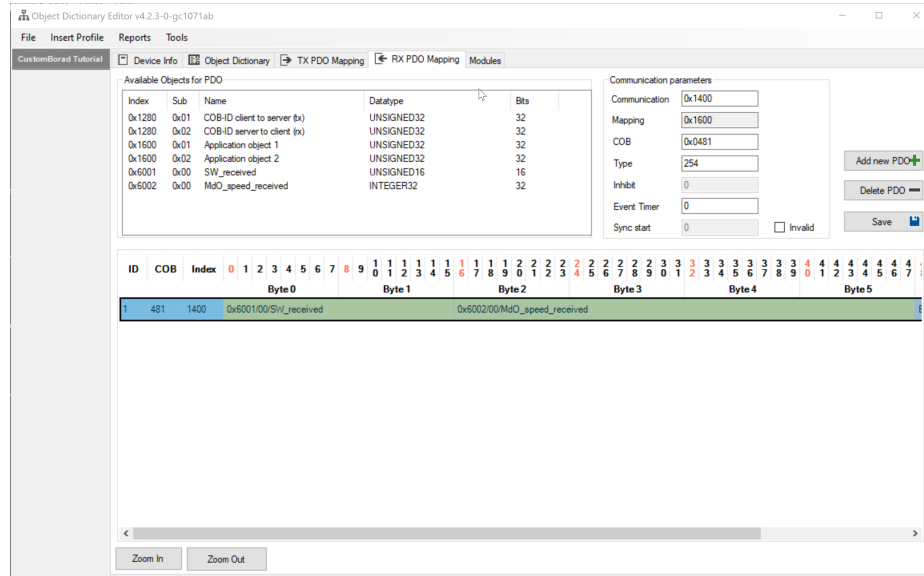 Object Dictionary Editor v4.2.3-0-gc1071ab
File Insert Profile Reports Tools
CustomBorad Tutorial
Device Info Object Dictionary TX PDO Mapping RX PDO Mapping Modules
Available Objects for PDO
Index Sub Name Datatype Bits
0x1280 0x01 COB-ID client to server (tx) UNSIGNED32 32
0x1280 0x02 COB-ID server to client (rx) UNSIGNED32 32
0x1600 0x01 Application object 1 UNSIGNED32 32
0x1600 0x02 Application object 2 UNSIGNED32 32
0x6001 0x00 SW_received UNSIGNED16 16
0x6002 0x00 MdO_speed_received INTEGER32 32
Communication parameters
Communication 0x1400
Mapping 0x1600
COB 0x0481
Type 254
Inhibit 0
Event Timer 0
Sync start 0 Invalid
Add new PDO
Delete PDO
Save
ID COB Index 0 1 2 3 4 5 6 7 8 9 10 11 12 13 14 15 16 17 18 19 20 21 22 23 24 25 26 27 28 29 30 31 32 33 34 35 36 37 38 39 40 41 42 43 44 45 46 47
Byte 0 Byte 1 Byte 2 Byte 3 Byte 4 Byte 5
1 481 1400 0x6001/00/SW_received 0x6002/00/MdO_speed_received
Zoom In Zoom Out